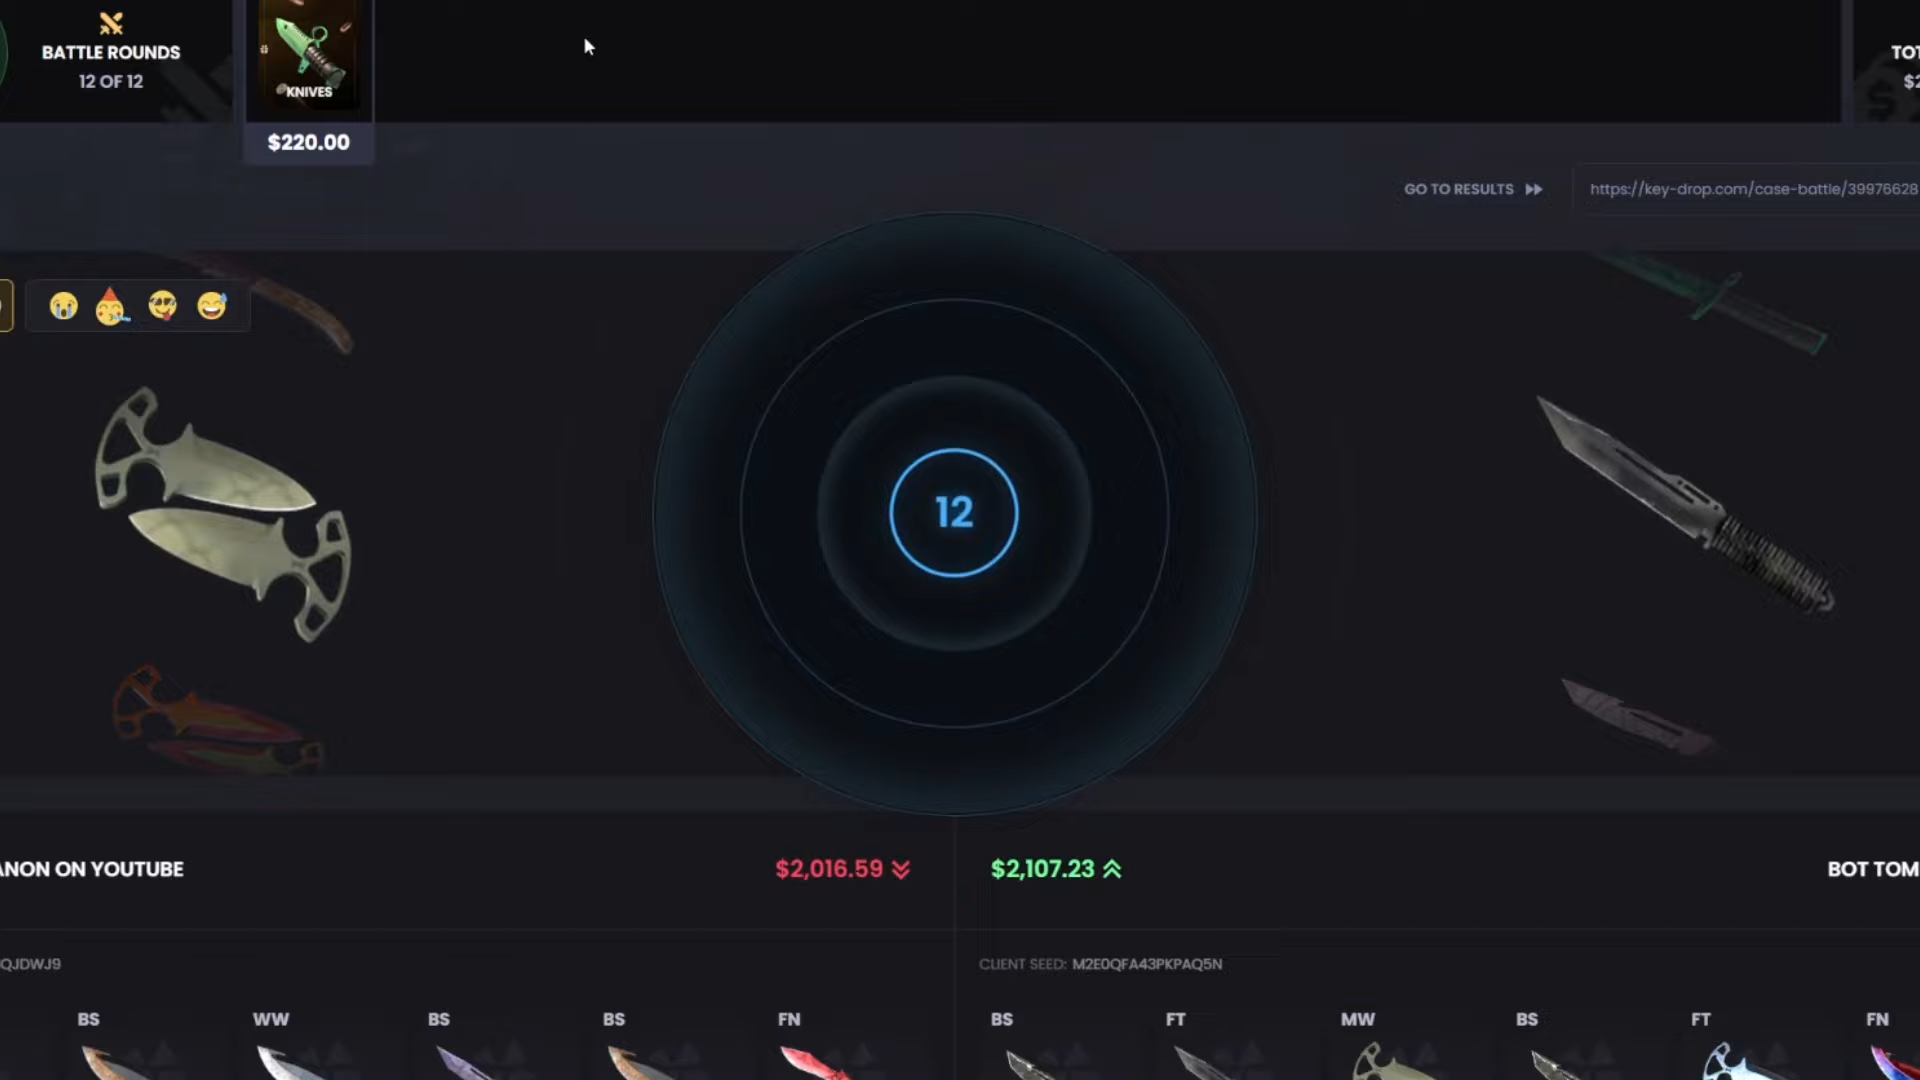 BATTLE ROUNDS
12 OF 12
KNIVES
$220.00
GO TO RESULTS
https://key-drop.com/case-battle/39976628
12
ANON ON YOUTUBE
$2,016.59
$2,107.23
BOT TOM
QJDWJ9
CLIENT SEED: M2E0QFA43PKPAQ5N
BS
WW
BS
BS
FN
BS
FT
MW
BS
FT
FN